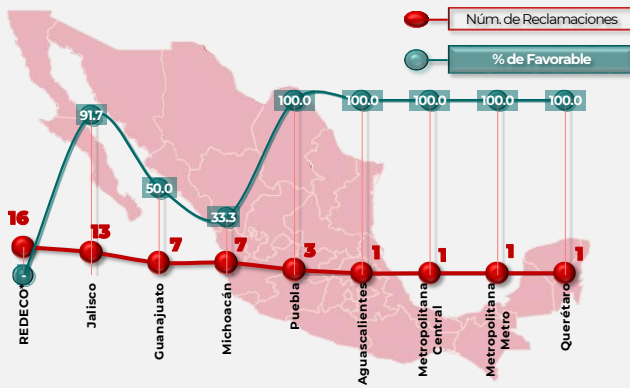 Núm. de Reclamaciones
% de Favorable
100.0
100.0
100.0
100.0
100.0
91.7
50.0
33.3
16
13
7
7
3
1
1
1
1
-
REDECO*
Jalisco
Guanajuato
Michoacán
Puebla
Aguascalientes
Metropolitana
Central
Metropolitana
Metro
Querétaro